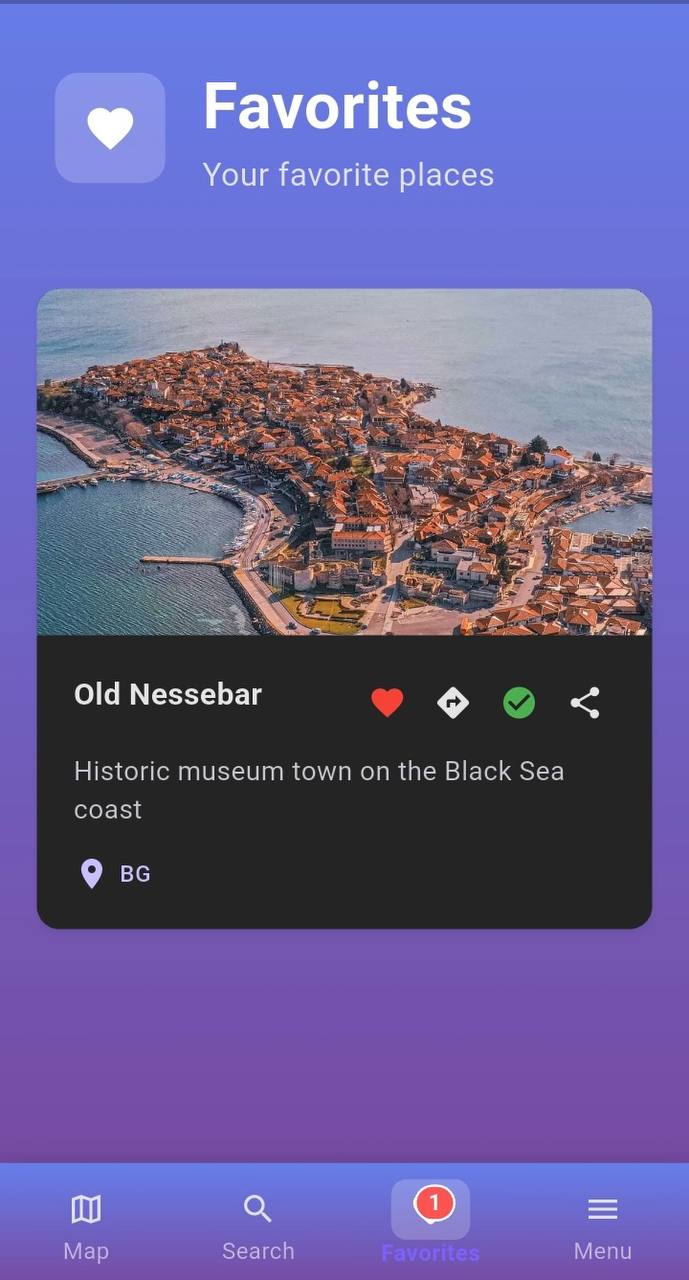 Favorites
Your favorite places
Old Nessebar
Historic museum town on the Black Sea
coast
BG
1
Map
Search
Favorites
Menu